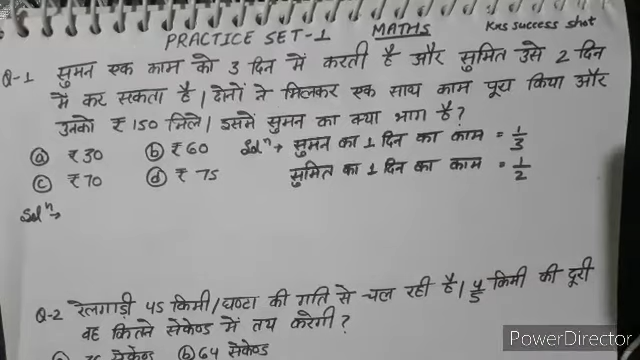 PRACTICE SET-1 MATHS KRS success shot
Q-1 सुमन एक काम को 3 दिन में करती है और सुमित उसे 2 दिन
में कर सकता है। दोनों ने मिलकर एक साथ काम पूरा किया और
उनको ₹150 मिले। इसमें सुमन का क्या भाग है?
(a) ₹30 (b) ₹60 Solⁿ→ सुमन का 1 दिन का काम = 1/3
(c) ₹70 (d) ₹75 सुमित का 1 दिन का काम = 1/2
Solⁿ→
Q-2 रेलगाड़ी 45 किमी/घण्टा की गति से चल रही है। 4/5 किमी की दूरी
वह कितने सेकेण्ड में तय करेगी?
सेकेण्ड (b) 64 सेकेण्ड
PowerDirector